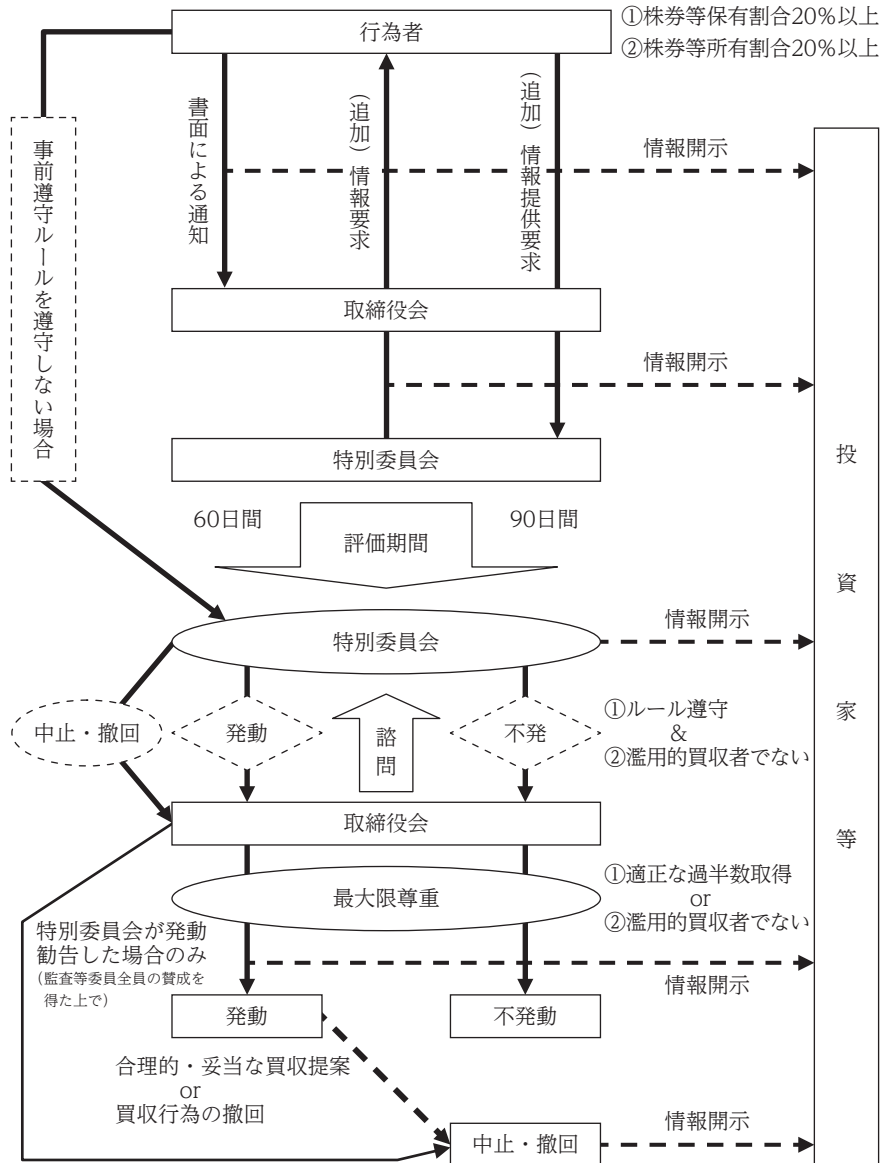 行為者
①株券等保有割合20％以上
②株券等所有割合20％以上
事前遵守ルールを遵守しない場合
書面による通知
（追加）情報要求
（追加）情報提供要求
情報開示
取締役会
情報開示
特別委員会
投資家等
60日間
評価期間
90日間
特別委員会
情報開示
中止・撤回
発動
諮問
不発
①ルール遵守
&
②濫用的買収者でない
取締役会
最大限尊重
①適正な過半数取得
or
②濫用的買収者でない
特別委員会が発動
勧告した場合のみ
(監査等委員全員の賛成を
得た上で)
情報開示
発動
不発動
合理的・妥当な買収提案
or
買収行為の撤回
情報開示
中止・撤回